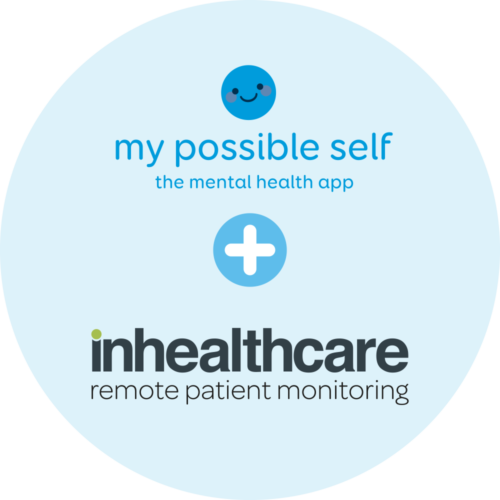 my possible self
the mental health app
inhealthcare
remote patient monitoring